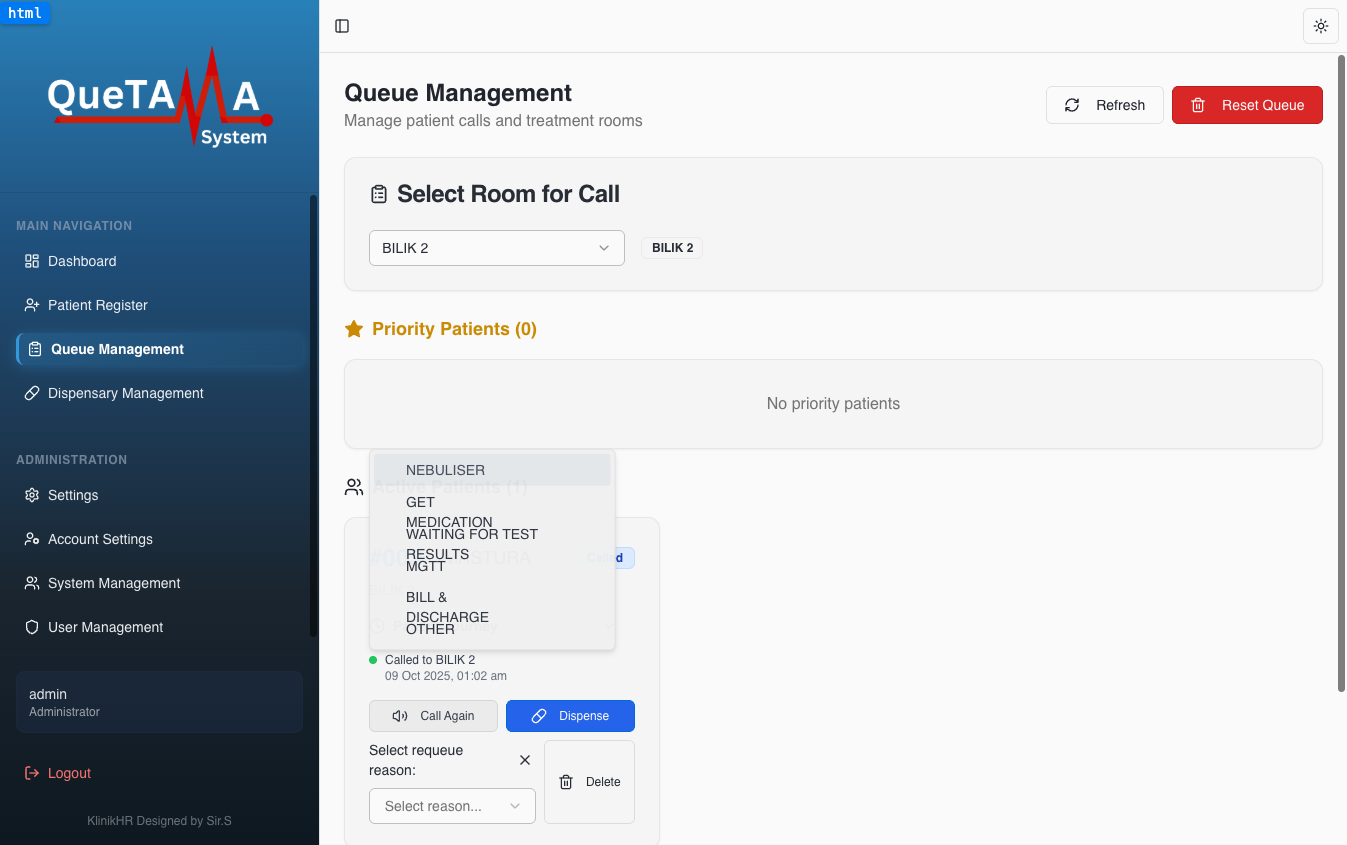 html
QueTAMA
System
MAIN NAVIGATION
Dashboard
Patient Register
Queue Management
Dispensary Management
ADMINISTRATION
Settings
Account Settings
System Management
User Management
admin
Administrator
Logout
KlinikHR Designed by Sir.S
Queue Management
Manage patient calls and treatment rooms
Refresh
Reset Queue
Select Room for Call
BILIK 2
BILIK 2
Priority Patients (0)
No priority patients
Active Patients (1)
NEBULISER
GET
MEDICATION
WAITING FOR TEST
RESULTS
MGTT
BILL &
DISCHARGE
OTHER
Called
Called to BILIK 2
09 Oct 2025, 01:02 am
Call Again
Dispense
Select requeue
reason:
Delete
Select reason...